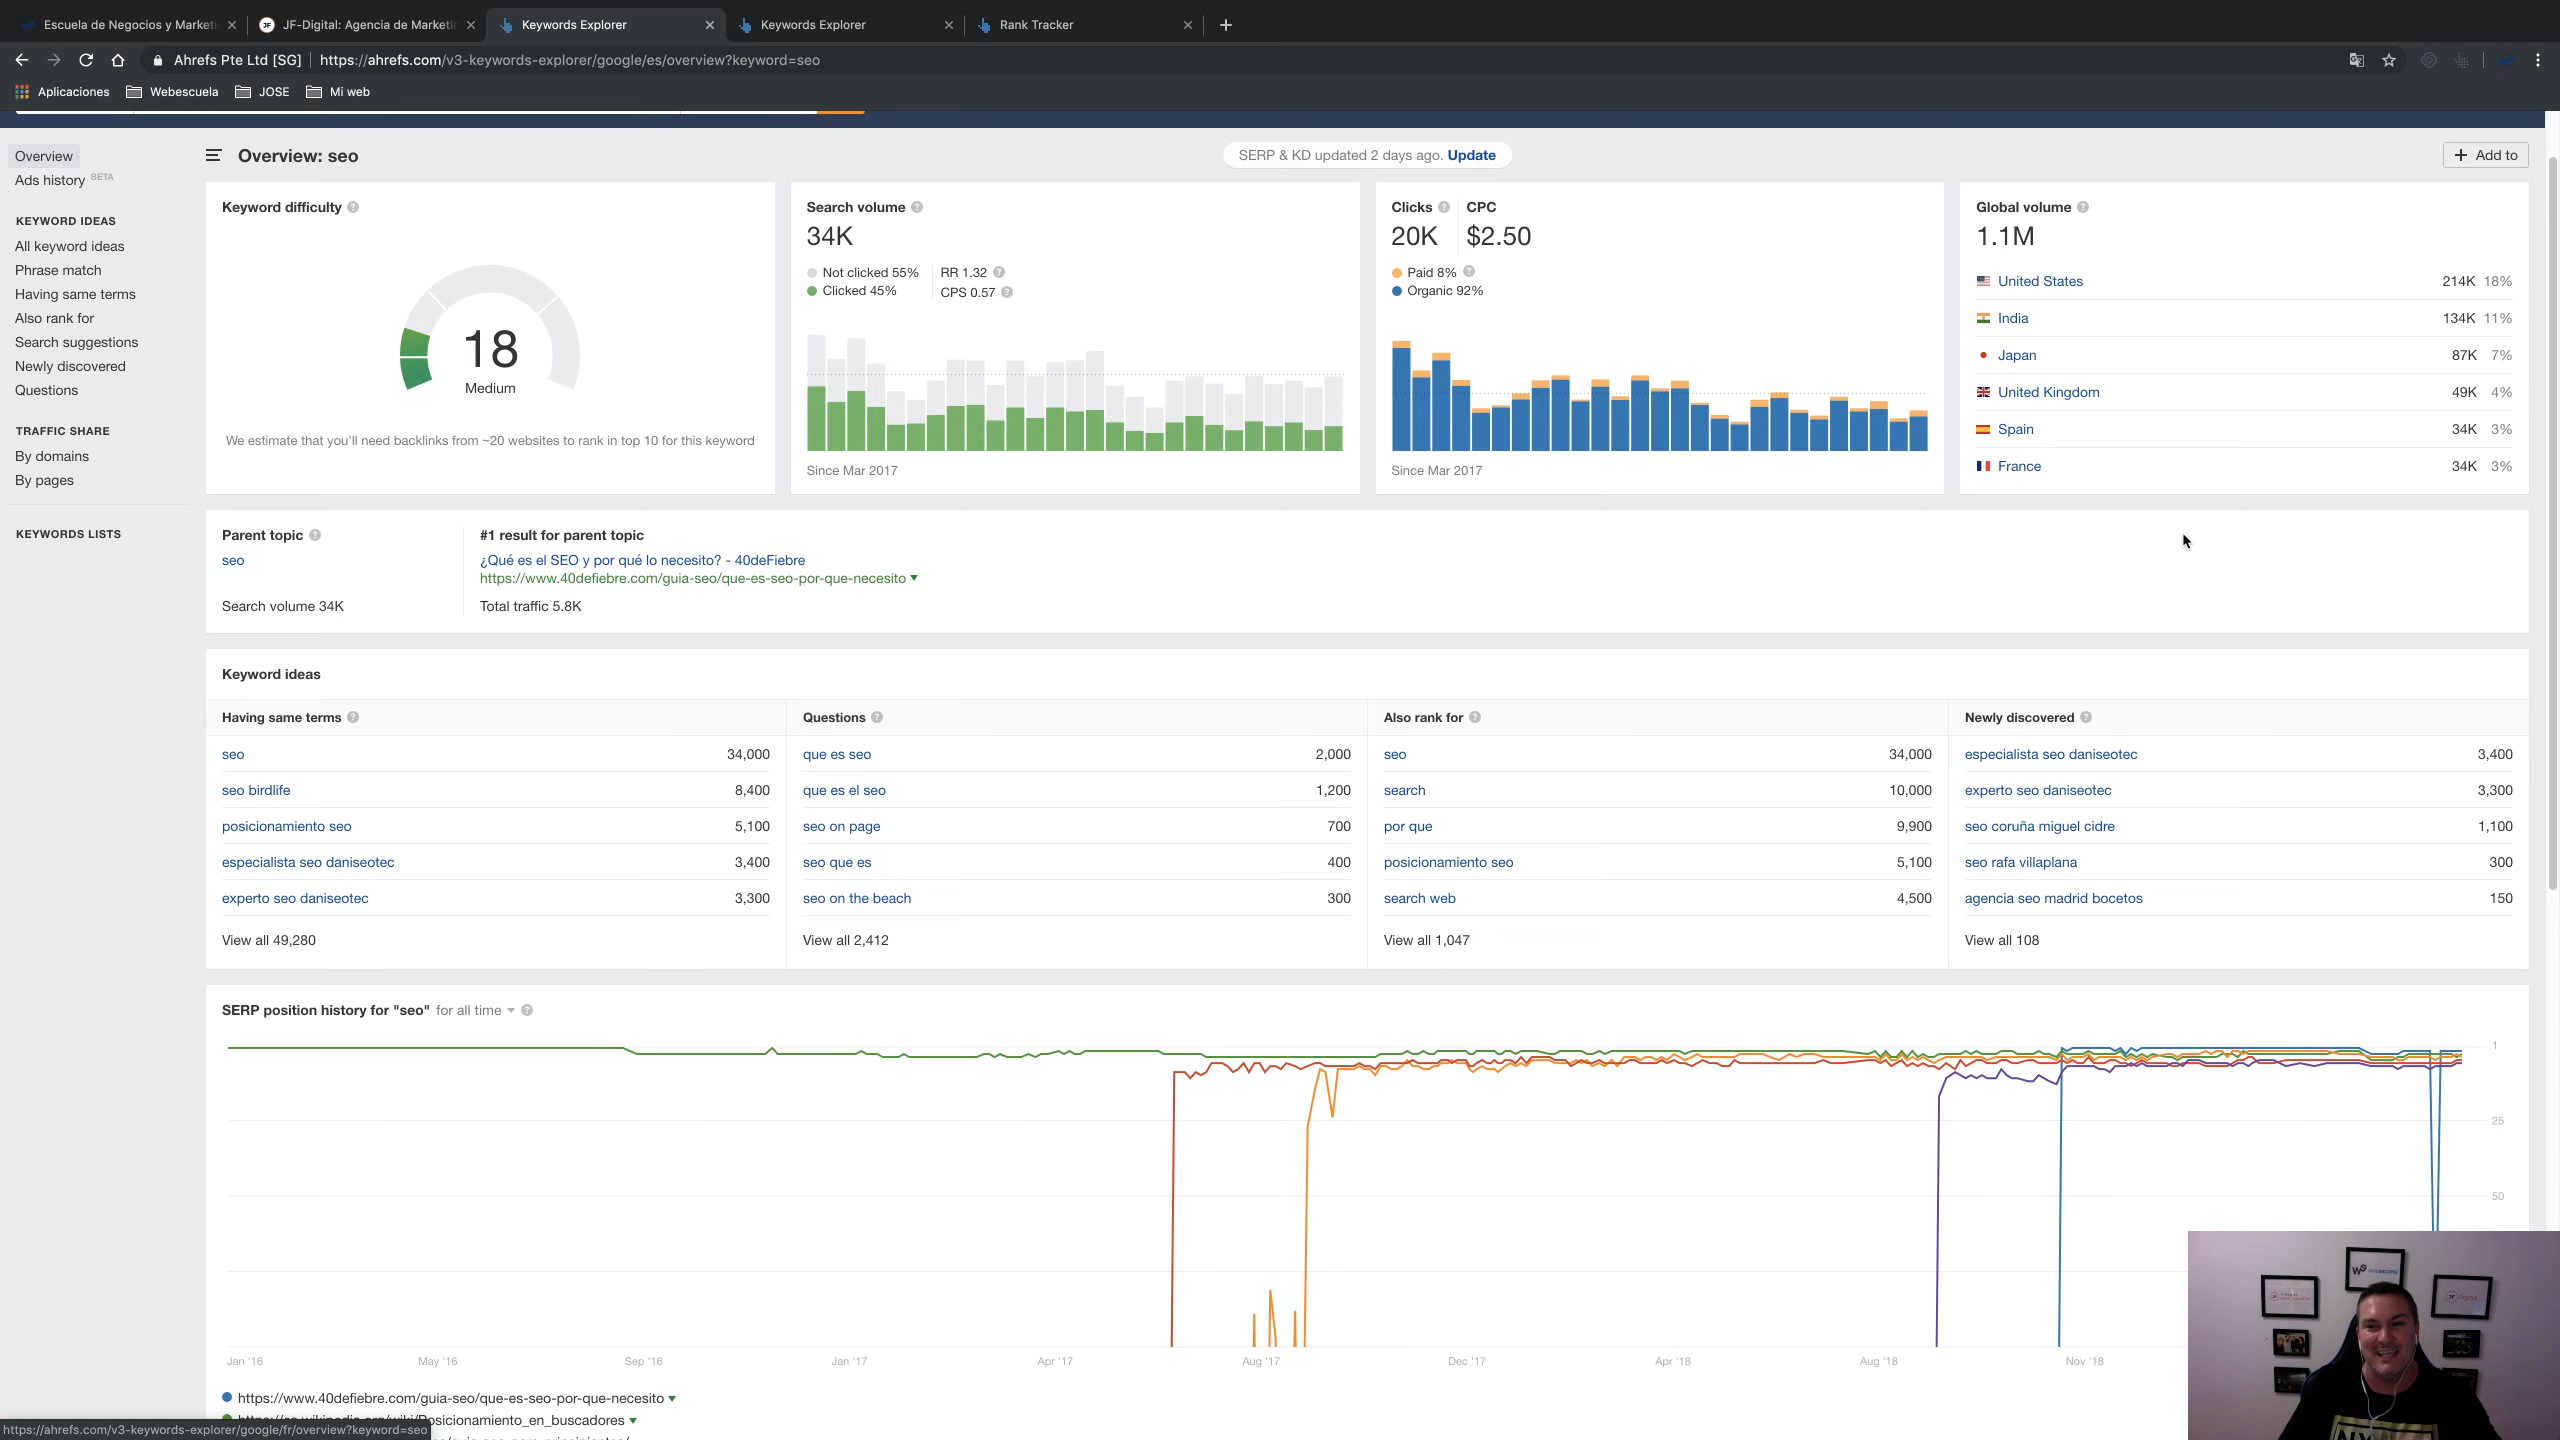 Escuela de Negocios y Marketi
JF-Digital: Agencia de Marketin
Keywords Explorer
Keywords Explorer
Rank Tracker
Ahrefs Pte Ltd [SG]
https://ahrefs.com/v3-keywords-explorer/google/es/overview?keyword=seo
Aplicaciones
Webescuela
JOSE
Mi web
Overview
Ads history BETA
KEYWORD IDEAS
All keyword ideas
Phrase match
Having same terms
Also rank for
Search suggestions
Newly discovered
Questions
TRAFFIC SHARE
By domains
By pages
KEYWORDS LISTS
Overview: seo
SERP & KD updated 2 days ago. Update
+ Add to
Keyword difficulty
18
Medium
We estimate that you'll need backlinks from ~20 websites to rank in top 10 for this keyword
Search volume
34K
Not clicked 55%
Clicked 45%
RR 1.32
CPS 0.57
Since Mar 2017
Clicks
20K
CPC
$2.50
Paid 8%
Organic 92%
Since Mar 2017
Global volume
1.1M
United States 214K 18%
India 134K 11%
Japan 87K 7%
United Kingdom 49K 4%
Spain 34K 3%
France 34K 3%
Parent topic
seo
Search volume 34K
#1 result for parent topic
¿Qué es el SEO y por qué lo necesito? - 40deFiebre
https://www.40defiebre.com/guia-seo/que-es-seo-por-que-necesito
Total traffic 5.8K
Keyword ideas
Having same terms
seo 34,000
seo birdlife 8,400
posicionamiento seo 5,100
especialista seo daniseotec 3,400
experto seo daniseotec 3,300
View all 49,280
Questions
que es seo 2,000
que es el seo 1,200
seo on page 700
seo que es 400
seo on the beach 300
View all 2,412
Also rank for
seo 34,000
search 10,000
por que 9,900
posicionamiento seo 5,100
search web 4,500
View all 1,047
Newly discovered
especialista seo daniseotec 3,400
experto seo daniseotec 3,300
seo coruña miguel cidre 1,100
seo rafa villaplana 300
agencia seo madrid bocetos 150
View all 108
SERP position history for "seo" for all time
1
25
50
Jan '16
May '16
Sep '16
Jan '17
Apr '17
Aug '17
Dec '17
Apr '18
Aug '18
Nov '18
https://www.40defiebre.com/guia-seo/que-es-seo-por-que-necesito
https://es.wikipedia.org/wiki/Posicionamiento_en_buscadores
https://ahrefs.com/v3-keywords-explorer/google/fr/overview?keyword=seo